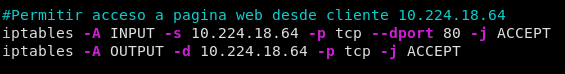 #Permitir acceso a pagina web desde cliente 10.224.18.64
iptables -A INPUT -s 10.224.18.64 -p tcp --dport 80 -j ACCEPT
iptables -A OUTPUT -d 10.224.18.64 -p tcp -j ACCEPT